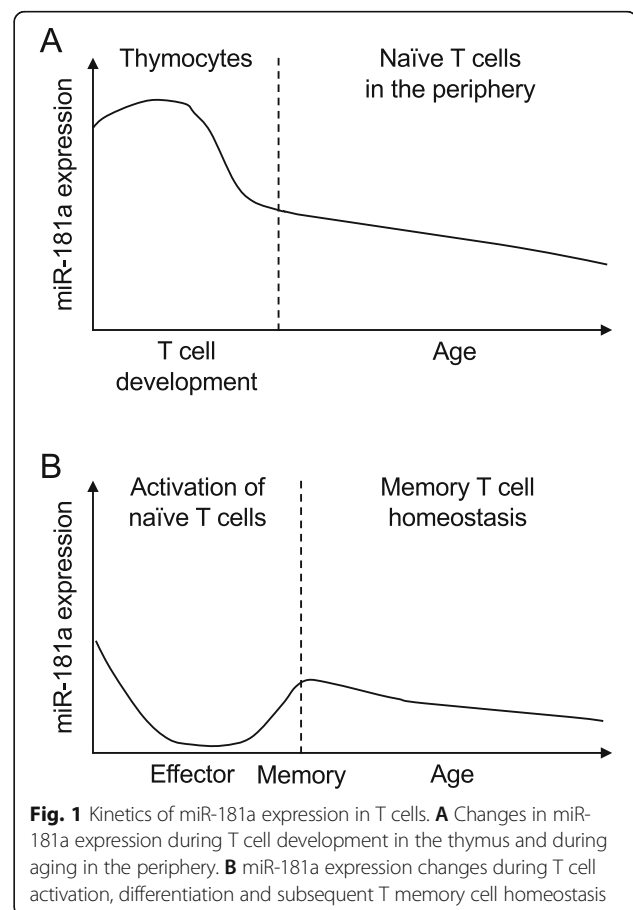 A
Thymocytes
Naïve T cells
in the periphery
miR-181a expression
T cell
development
Age
B
Activation of
naïve T cells
Memory T cell
homeostasis
miR-181a expression
Effector
Memory
Age
Fig. 1 Kinetics of miR-181a expression in T cells. A Changes in miR-
181a expression during T cell development in the thymus and during
aging in the periphery. B miR-181a expression changes during T cell
activation, differentiation and subsequent T memory cell homeostasis